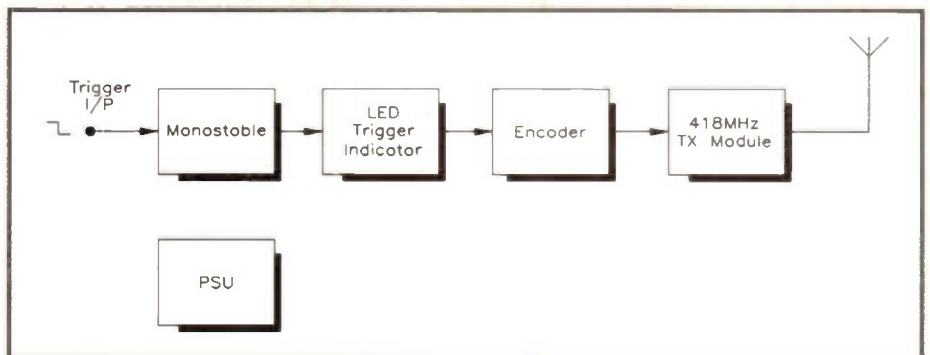 Trigger
I/P
Monostable
LED
Trigger
Indicator
Encoder
418MHz
TX Module
PSU